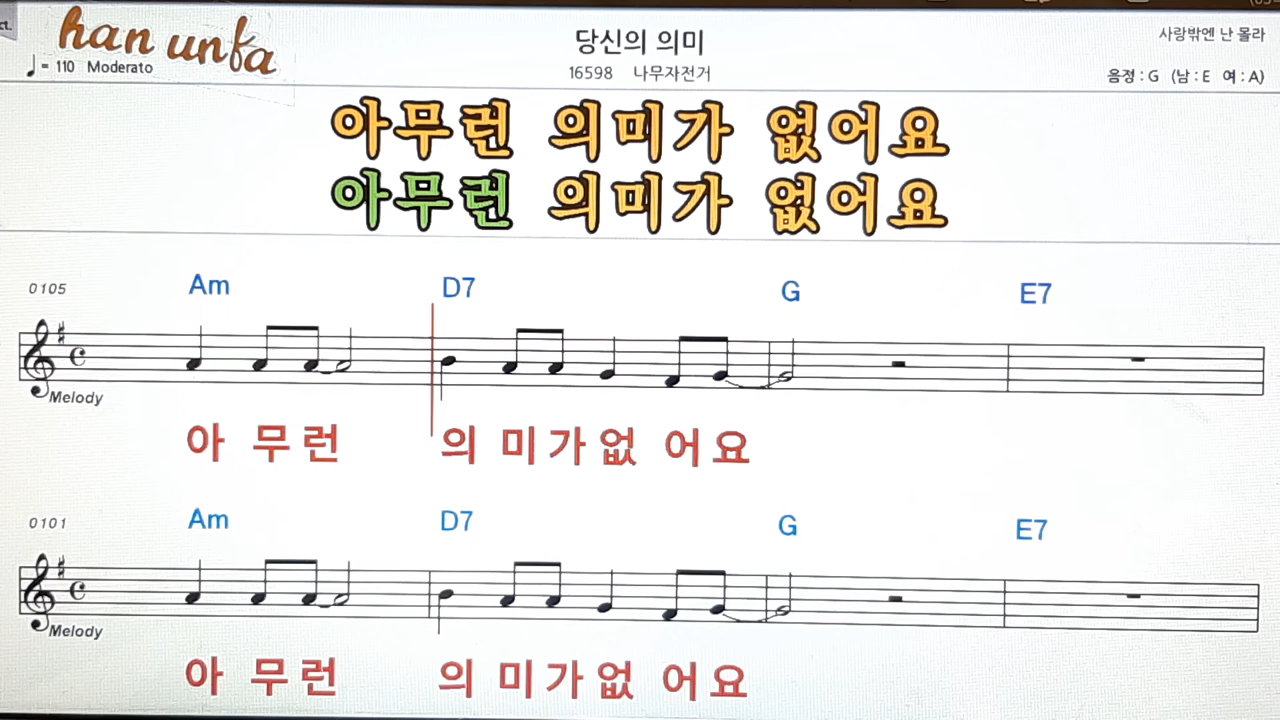 han unfa
♩= 110 Moderato
당신의 의미
16598 나무자전거
사랑밖엔 난 몰라
음정 : G (남 : E 여 : A)
아무런 의미가 없어요
아무런 의미가 없어요
0105 Am D7 G E7
Melody
아 무런 의 미가없 어요
0101 Am D7 G E7
Melody
아 무런 의 미가없 어요